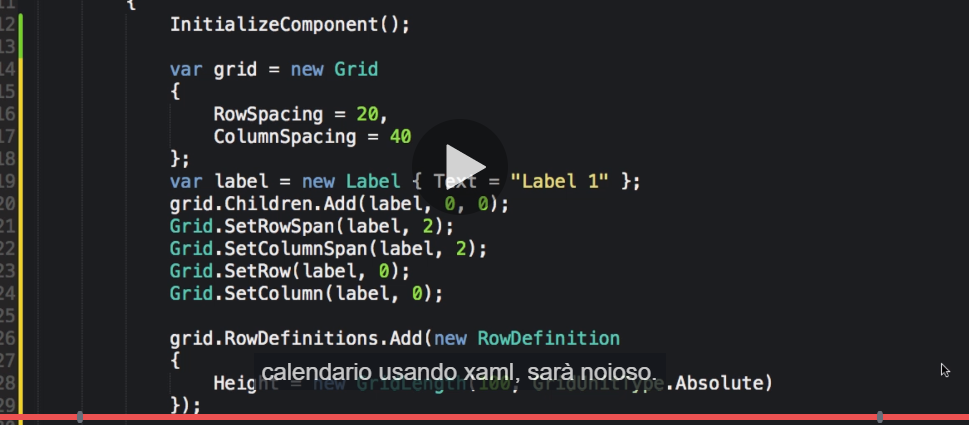 11 {
12 InitializeComponent();
13
14 var grid = new Grid
15 {
16 RowSpacing = 20,
17 ColumnSpacing = 40
18 };
19 var label = new Label { Text = "Label 1" };
20 grid.Children.Add(label, 0, 0);
21 Grid.SetRowSpan(label, 2);
22 Grid.SetColumnSpan(label, 2);
23 Grid.SetRow(label, 0);
24 Grid.SetColumn(label, 0);
25
26 grid.RowDefinitions.Add(new RowDefinition
27 {
calendario usando xaml, sarà noioso.
28 Height = new GridLength(100, GridUnitType.Absolute)
29 });